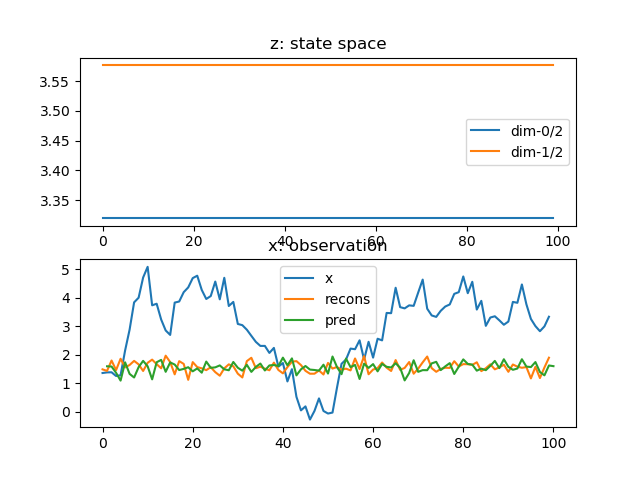 z: state space
3.55
3.50
3.45
3.40
3.35
dim-0/2
dim-1/2
0 20 40 60 80 100
x: observation
5
4
3
2
1
0
x
recons
pred
0 20 40 60 80 100